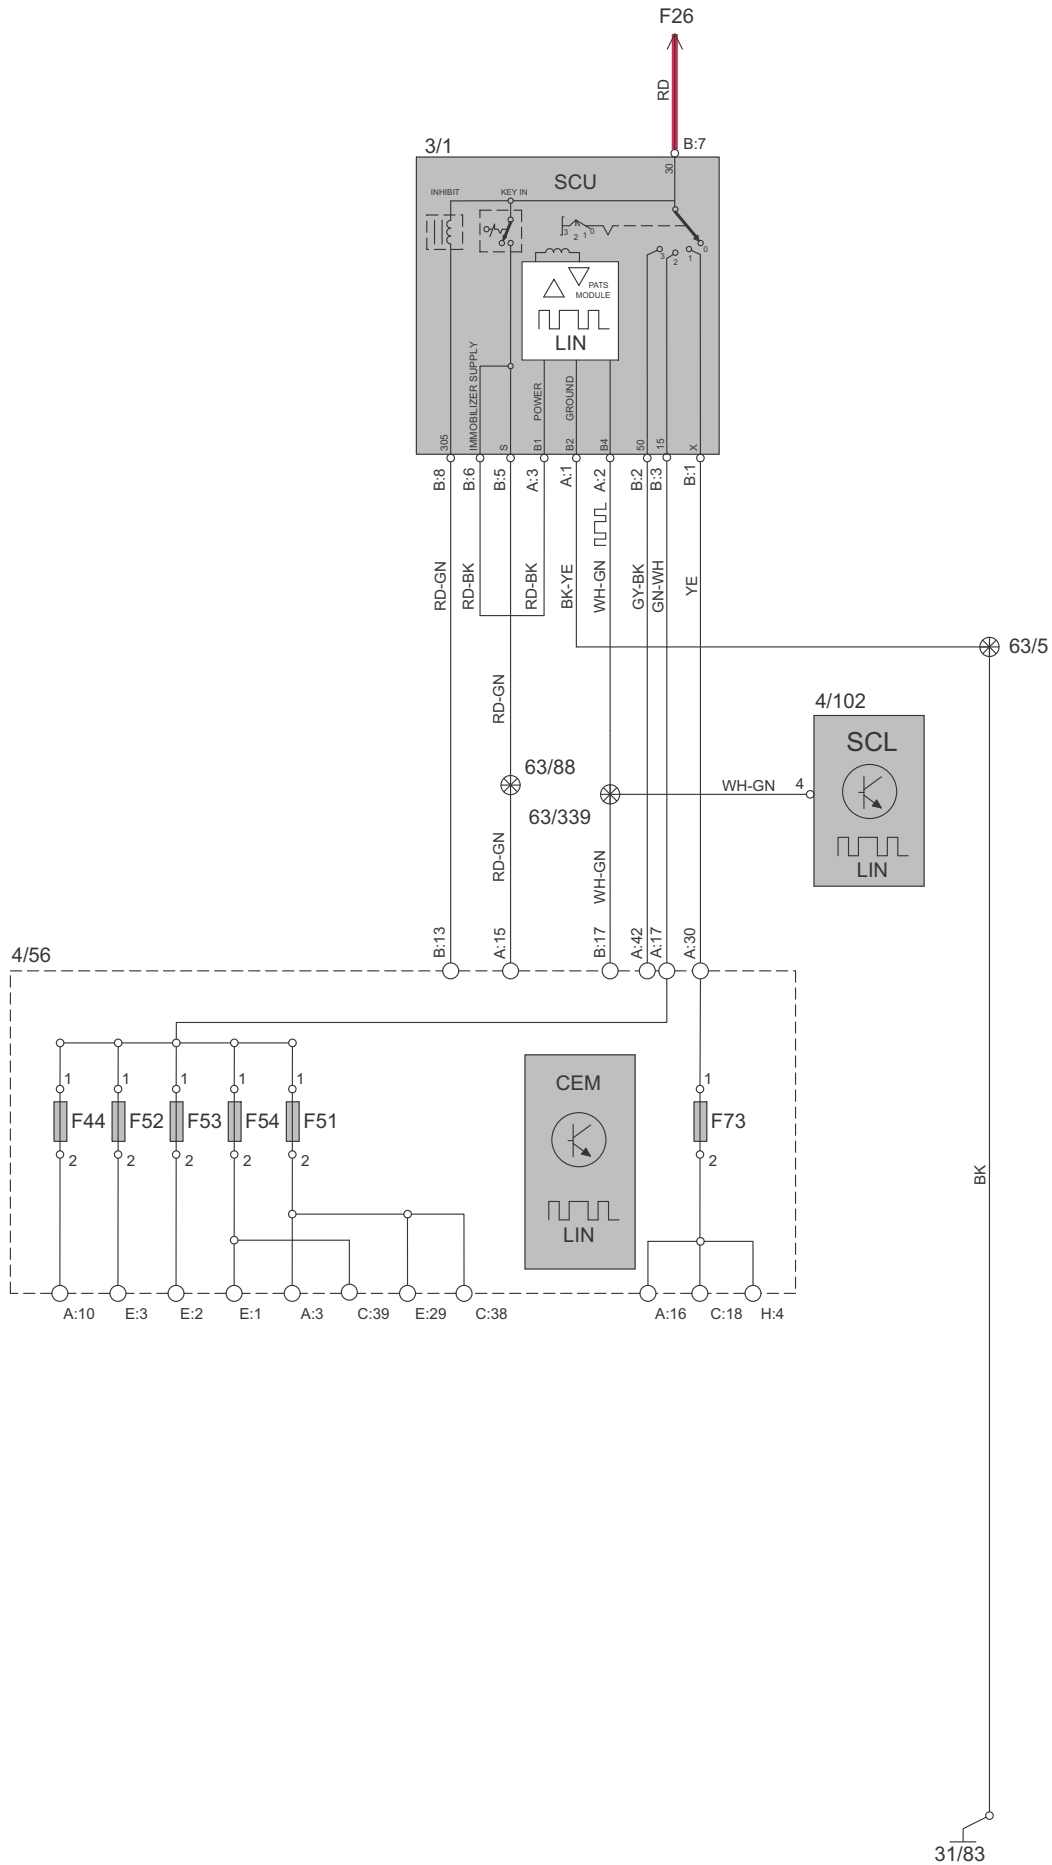 F26
RD
B:7
3/1
30
SCU
INHIBIT
KEY IN
3
2
1
0
0
3
2
1
PATS
MODULE
LIN
IMMOBILIZER SUPPLY
POWER
GROUND
305
S
B1
B2
B4
50
15
X
B:8
B:6
B:5
A:3
A:1
A:2
B:2
B:3
B:1
RD-GN
RD-BK
RD-BK
BK-YE
WH-GN
GY-BK
GN-WH
YE
63/5
RD-GN
4/102
SCL
LIN
63/88
WH-GN
4
63/339
RD-GN
WH-GN
4/56
B:13
A:15
B:17
A:42
A:17
A:30
CEM
LIN
1
1
1
1
1
1
F44
F52
F53
F54
F51
F73
2
2
2
2
2
2
BK
A:10
E:3
E:2
E:1
A:3
C:39
E:29
C:38
A:16
C:18
H:4
31/83